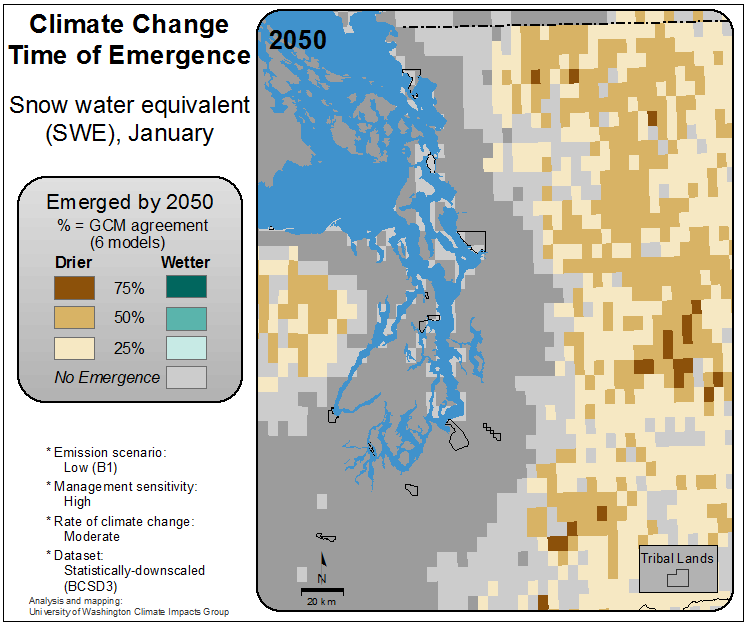 Climate Change
Time of Emergence
Snow water equivalent
(SWE), January
Emerged by 2050
% = GCM agreement
(6 models)
Drier Wetter
75%
50%
25%
No Emergence
* Emission scenario:
Low (B1)
* Management sensitivity:
High
* Rate of climate change:
Moderate
* Dataset:
Statistically-downscaled
(BCSD3)
Analysis and mapping:
University of Washington Climate Impacts Group
2050
N
20 km
Tribal Lands